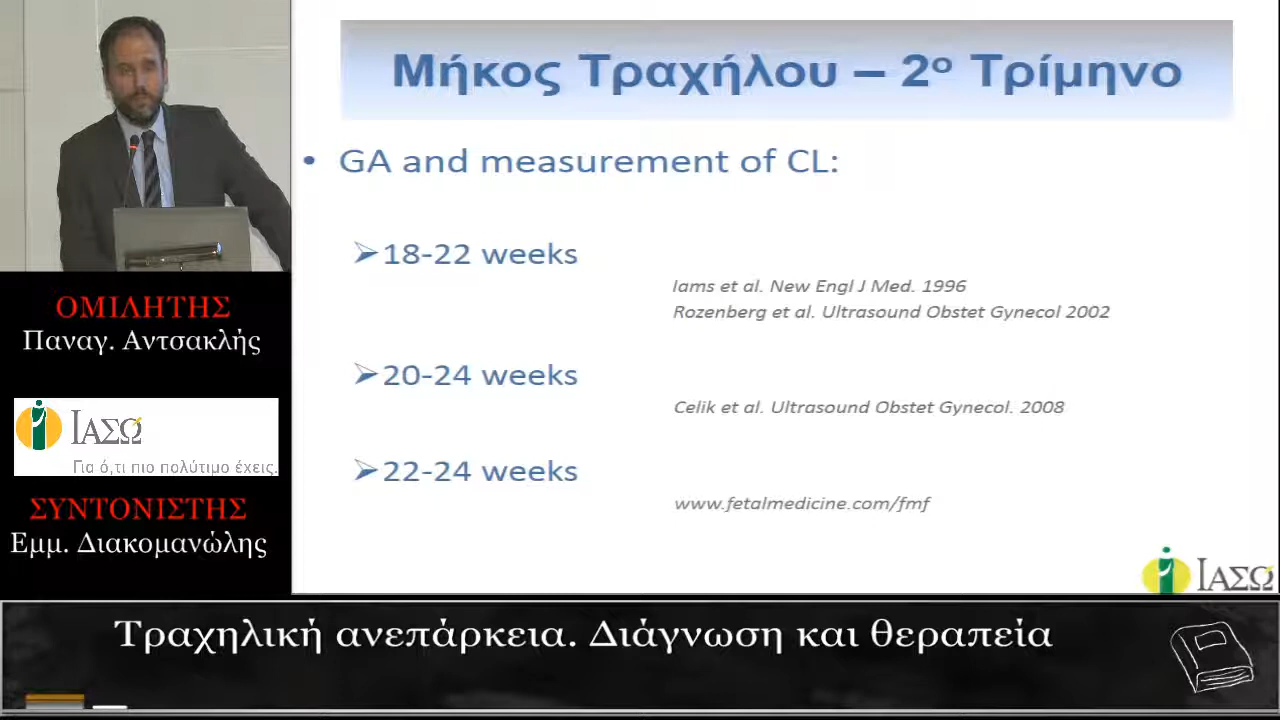 Μήκος Τραχήλου – 2ο Τρίμηνο
• GA and measurement of CL:
➢18-22 weeks
Iams et al. New Engl J Med. 1996
Rozenberg et al. Ultrasound Obstet Gynecol 2002
➢20-24 weeks
Celik et al. Ultrasound Obstet Gynecol. 2008
➢22-24 weeks
www.fetalmedicine.com/fmf
ΙΑΣΩ
ΟΜΙΛΗΤΗΣ
Παναγ. Αντσακλής
ΙΑΣΩ
Για ό,τι πιο πολύτιμο έχεις.
ΣΥΝΤΟΝΙΣΤΗΣ
Εμμ. Διακομανώλης
Τραχηλική ανεπάρκεια. Διάγνωση και θεραπεία